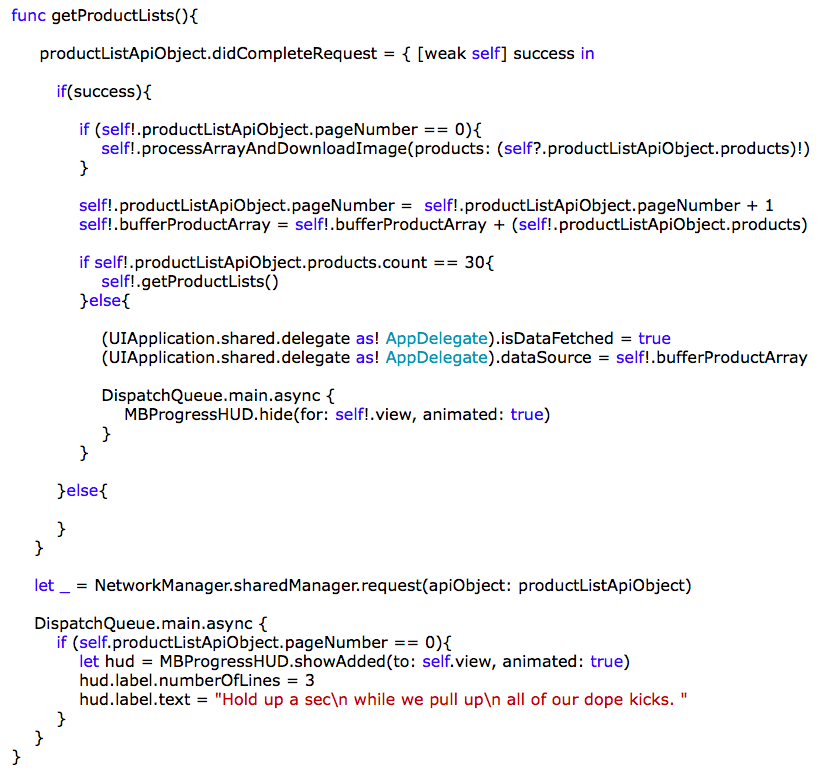 func getProductLists(){
productListApiObject.didCompleteRequest = { [weak self] success in
if(success){
if (self!.productListApiObject.pageNumber == 0){
self!.processArrayAndDownloadImage(products: (self?.productListApiObject.products)!)
}
self!.productListApiObject.pageNumber =  self!.productListApiObject.pageNumber + 1
self!.bufferProductArray = self!.bufferProductArray + (self!.productListApiObject.products)
if self!.productListApiObject.products.count == 30{
self!.getProductLists()
}else{
(UIApplication.shared.delegate as! AppDelegate).isDataFetched = true
(UIApplication.shared.delegate as! AppDelegate).dataSource = self!.bufferProductArray
DispatchQueue.main.async {
MBProgressHUD.hide(for: self!.view, animated: true)
}
}
}else{
}
}
let _ = NetworkManager.sharedManager.request(apiObject: productListApiObject)
DispatchQueue.main.async {
if (self.productListApiObject.pageNumber == 0){
let hud = MBProgressHUD.showAdded(to: self.view, animated: true)
hud.label.numberOfLines = 3
hud.label.text = "Hold up a sec\n while we pull up\n all of our dope kicks. "
}
}
}